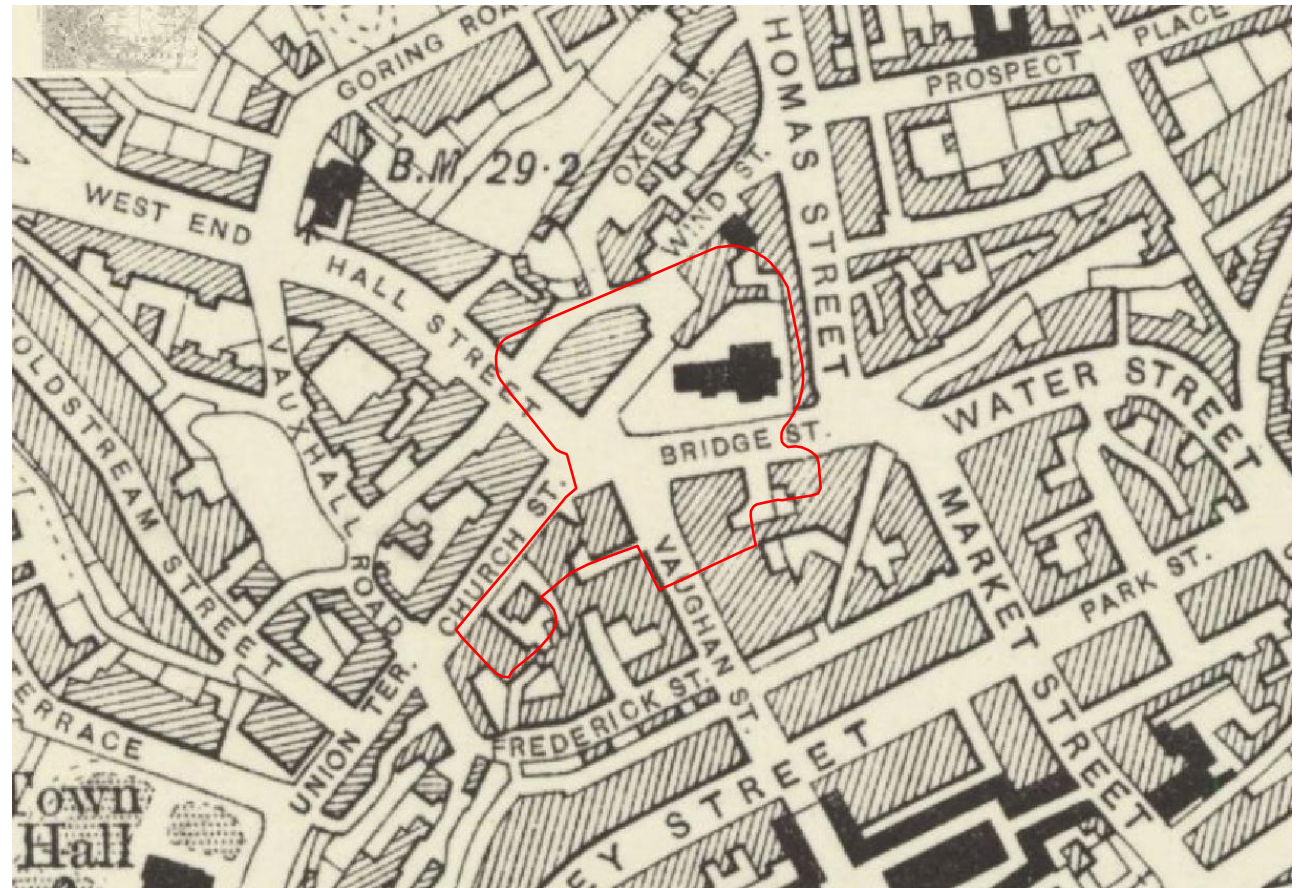 GORING ROA
HOMAS STREET
PROSPECT PLACE
OXEN ST.
B.M. 29·2
WIND ST.
WEST END
HALL STREET
VAUXHALL ROAD
OLDSTREAM STREET
WATER STREET
BRIDGE ST.
CHURCH ST.
VAUGHAN ST.
MARKET STREET
PARK ST.
UNION TER.
FREDERICK ST.
TERRACE
EY STREET
Town
Hall